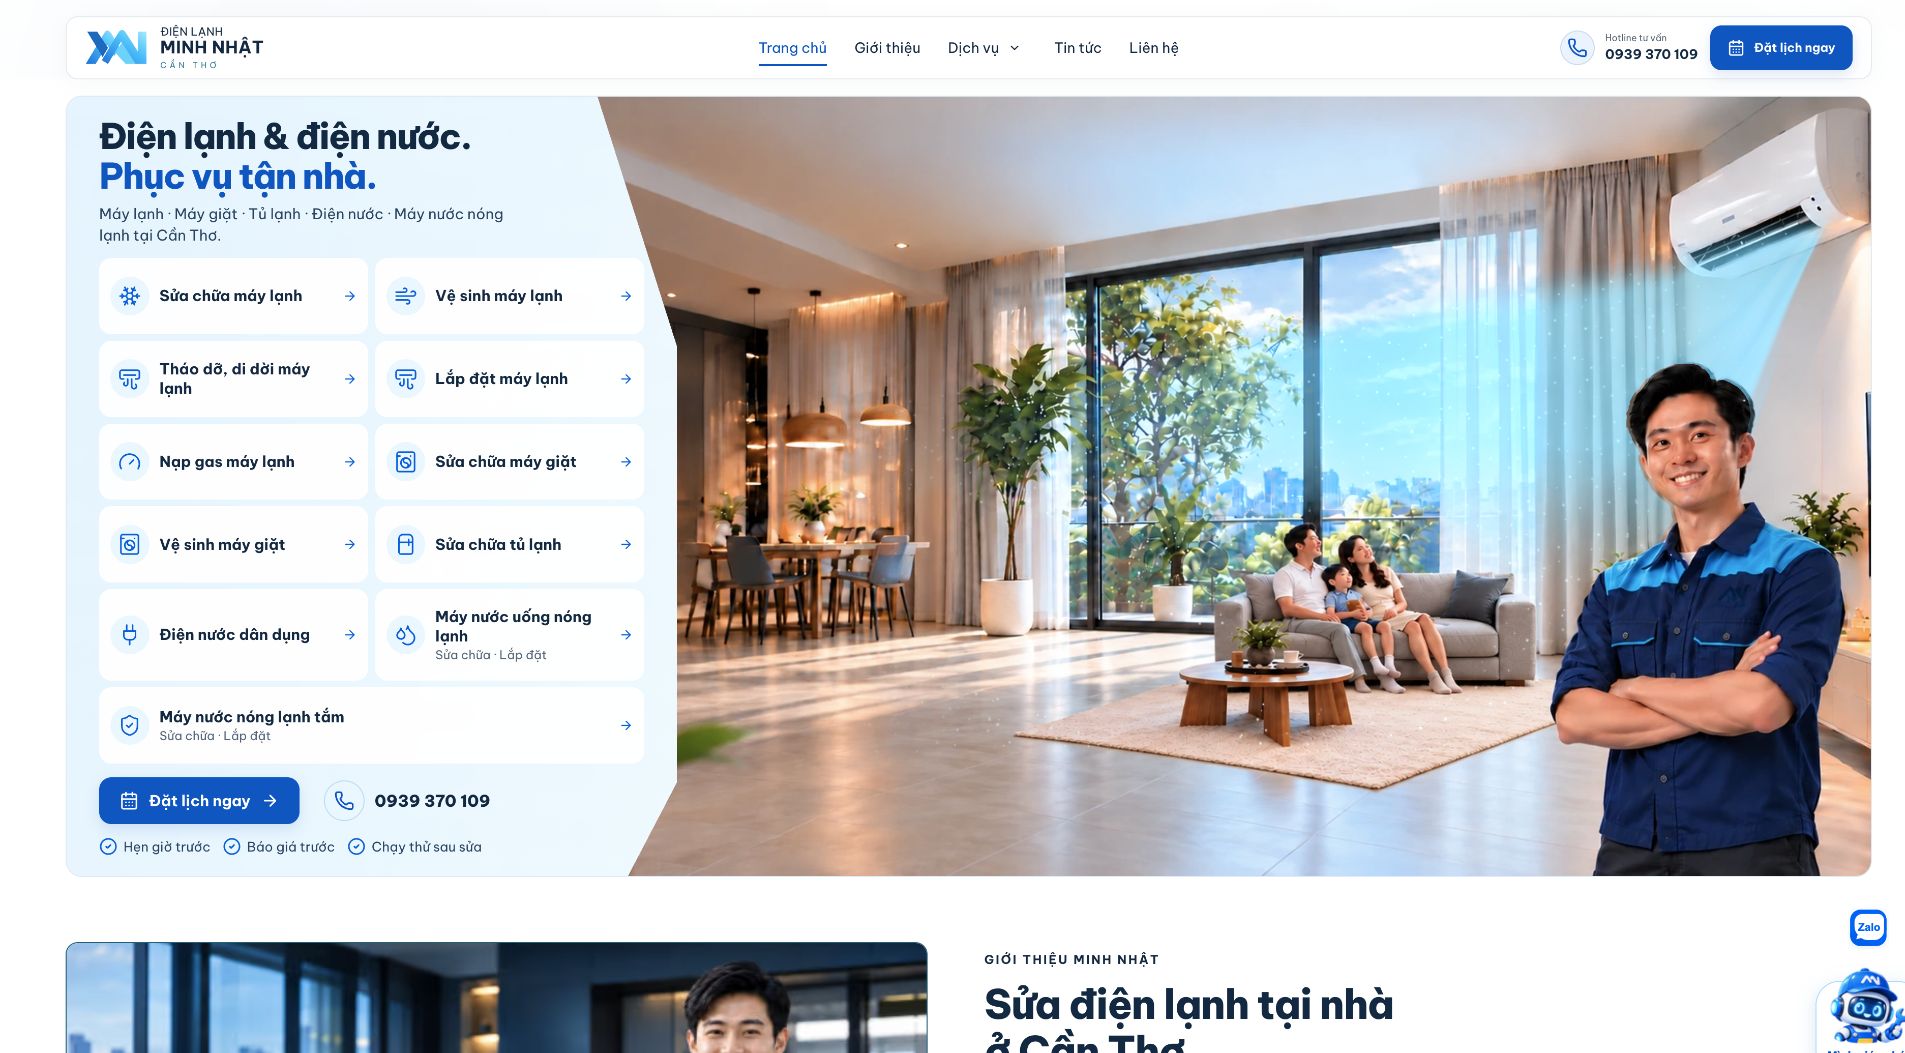 ĐIỆN LẠNH
MINH NHẬT
CẦN THƠ
Trang chủ
Giới thiệu
Dịch vụ
Tin tức
Liên hệ
Hotline tư vấn
0939 370 109
Đặt lịch ngay
Điện lạnh & điện nước.
Phục vụ tận nhà.
Máy lạnh · Máy giặt · Tủ lạnh · Điện nước · Máy nước nóng
lạnh tại Cần Thơ.
Sửa chữa máy lạnh
Vệ sinh máy lạnh
Tháo dỡ, di dời máy
lạnh
Lắp đặt máy lạnh
Nạp gas máy lạnh
Sửa chữa máy giặt
Vệ sinh máy giặt
Sửa chữa tủ lạnh
Điện nước dân dụng
Máy nước uống nóng
lạnh
Sửa chữa · Lắp đặt
Máy nước nóng lạnh tắm
Sửa chữa · Lắp đặt
Đặt lịch ngay
0939 370 109
Hẹn giờ trước
Báo giá trước
Chạy thử sau sửa
Zalo
GIỚI THIỆU MINH NHẬT
Sửa điện lạnh tại nhà
ở Cần Thơ